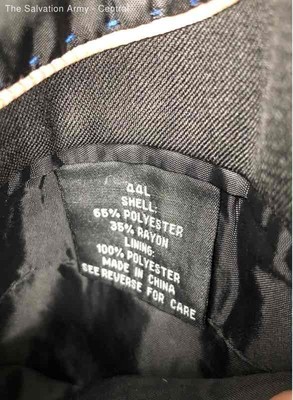 The Salvation Army - Central
44L
SHELL:
65% POLYESTER
35% RAYON
LINING:
100% POLYESTER
MADE IN CHINA
SEE REVERSE FOR CARE